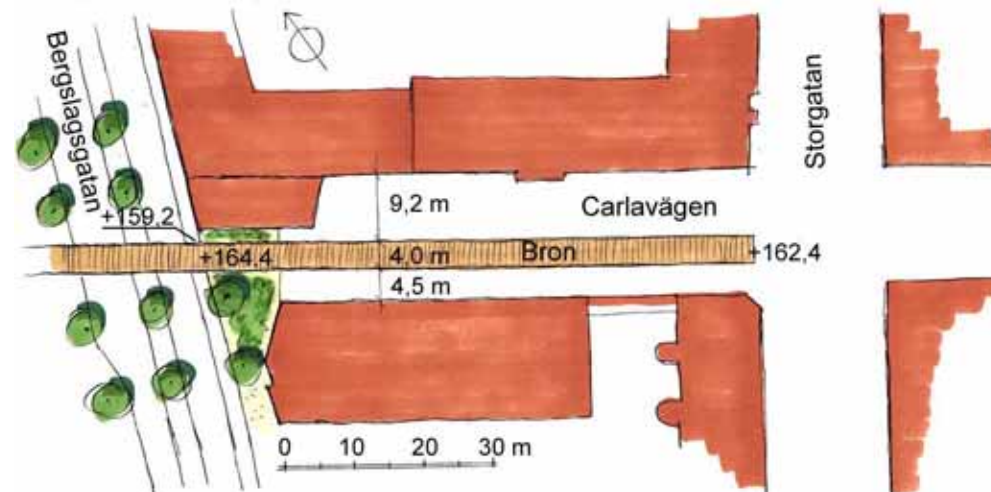 Bergslagsgatan
Storgatan
+159,2
9,2 m
Carlavägen
+164,4
4,0 m
Bron
+162,4
4,5 m
0 10 20 30 m